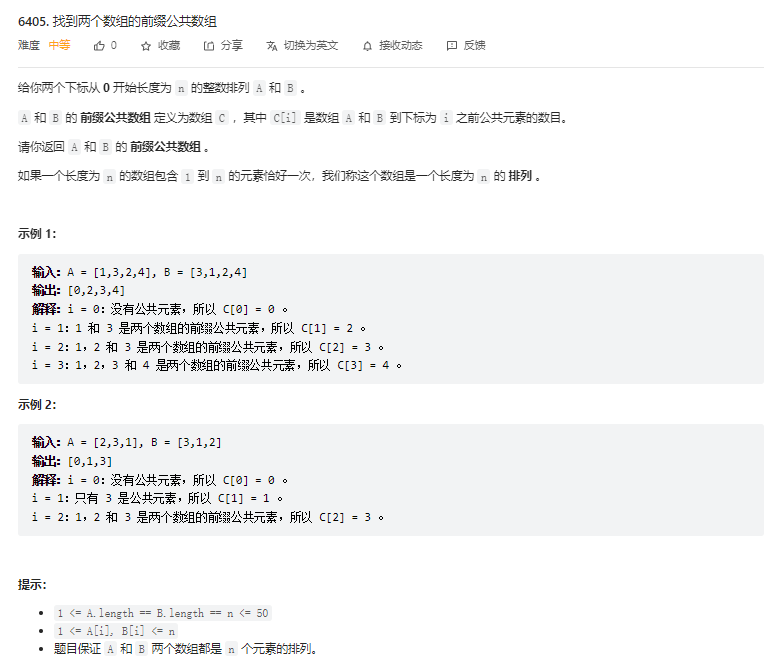 6405. 找到两个数组的前缀公共数组
难度 中等 0 收藏 分享 切换为英文 接收动态 反馈
给你两个下标从 0 开始长度为 n 的整数排列 A 和 B 。
A 和 B 的 前缀公共数组 定义为数组 C ，其中 C[i] 是数组 A 和 B 到下标为 i 之前公共元素的数目。
请你返回 A 和 B 的 前缀公共数组 。
如果一个长度为 n 的数组包含 1 到 n 的元素恰好一次，我们称这个数组是一个长度为 n 的 排列 。
示例 1：
输入：A = [1,3,2,4], B = [3,1,2,4]
输出：[0,2,3,4]
解释：i = 0：没有公共元素，所以 C[0] = 0 。
i = 1：1 和 3 是两个数组的前缀公共元素，所以 C[1] = 2 。
i = 2：1，2 和 3 是两个数组的前缀公共元素，所以 C[2] = 3 。
i = 3：1，2，3 和 4 是两个数组的前缀公共元素，所以 C[3] = 4 。
示例 2：
输入：A = [2,3,1], B = [3,1,2]
输出：[0,1,3]
解释：i = 0：没有公共元素，所以 C[0] = 0 。
i = 1：只有 3 是公共元素，所以 C[1] = 1 。
i = 2：1，2 和 3 是两个数组的前缀公共元素，所以 C[2] = 3 。
提示：
1 <= A.length == B.length == n <= 50
1 <= A[i], B[i] <= n
题目保证 A 和 B 两个数组都是 n 个元素的排列。